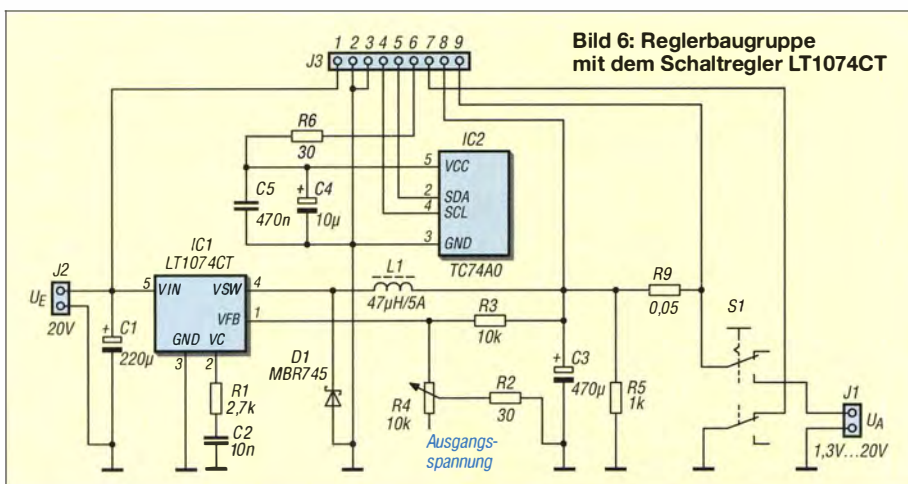 Bild 6: Reglerbaugruppe
mit dem Schaltregler LT1074CT
1 2 3 4 5 6 7 8 9
J3
R6
30
IC2
5 VCC
C5
470n
+ C4
10µ
2 SDA
4 SCL
3 GND
TC74A0
IC1
LT1074CT
J2
UE
20V
5 VIN
VSW 4
VFB 1
GND
3
VC
2
+ C1
220µ
L1
47µH/5A
R3
10k
R9
0,05
S1
D1
MBR745
R1
2,7k
C2
10n
R4
10k
R2
30
+ C3
470µ
R5
1k
Ausgangs-
spannung
J1
UA
1,3V...20V